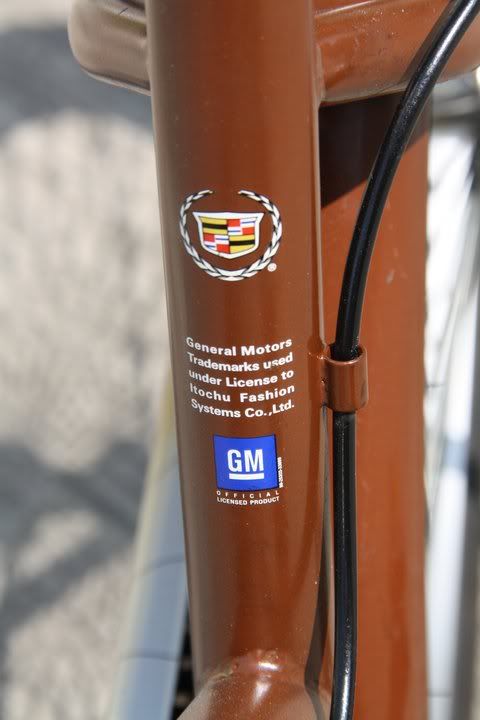 ®
General Motors
Trademarks used
under License to
Itochu Fashion
Systems Co.,Ltd.
GM
OFFICIAL
LICENSED PRODUCT